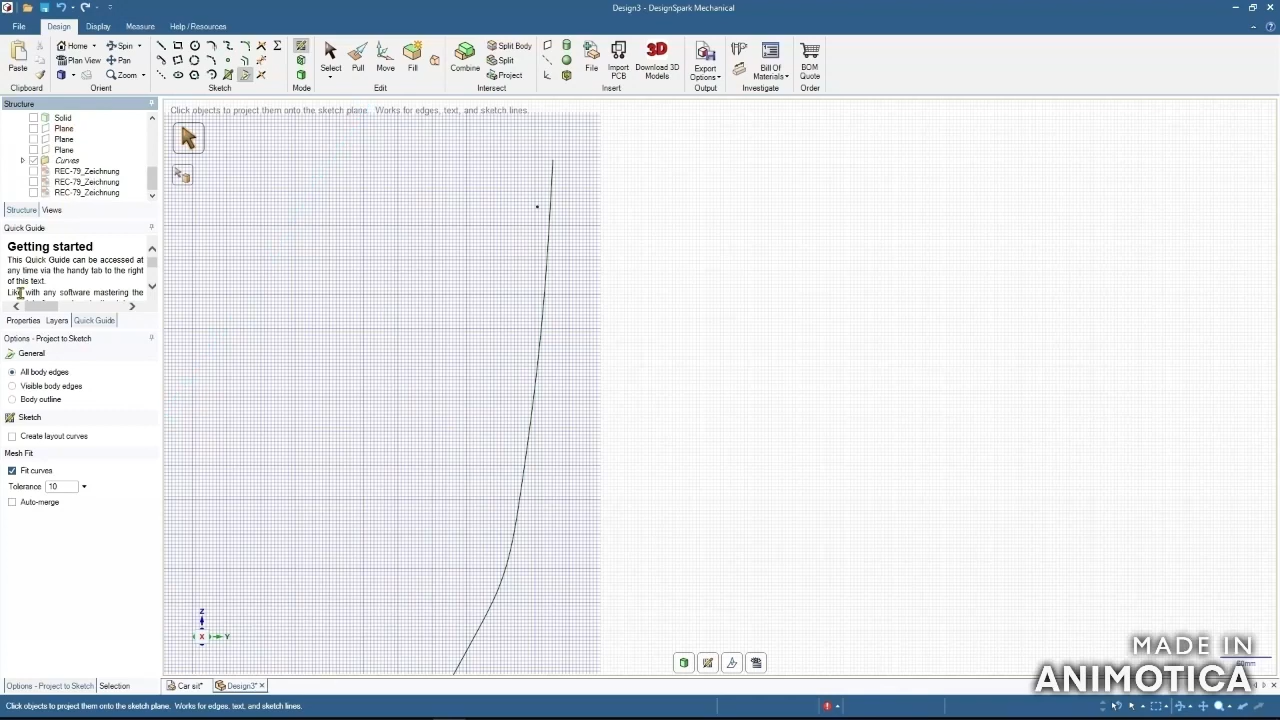 Design3 - DesignSpark Mechanical
File Design Display Measure Help / Resources
Home Spin
Plan View Pan
Zoom
Paste
Select Pull Move Fill
Combine
Split Body
Split
Project
File Import PCB Download 3D Models
Export Options
Bill Of Materials
BOM Quote
Clipboard Orient Sketch Mode Edit Intersect Insert Output Investigate Order
Structure
Solid
Plane
Plane
Plane
Curves
REC-79_Zeichnung
REC-79_Zeichnung
REC-79_Zeichnung
Structure Views
Quick Guide
Getting started
This Quick Guide can be accessed at
any time via the handy tab to the right
of this text.
Like with any software mastering the
Properties Layers Quick Guide
Options - Project to Sketch
General
All body edges
Visible body edges
Body outline
Sketch
Create layout curves
Mesh Fit
Fit curves
Tolerance 10
Auto-merge
Options - Project to Sketch Selection
Click objects to project them onto the sketch plane. Works for edges, text, and sketch lines.
Z
X Y
Car sit* Design3*
MADE IN
ANIMOTICA
Click objects to project them onto the sketch plane. Works for edges, text, and sketch lines.